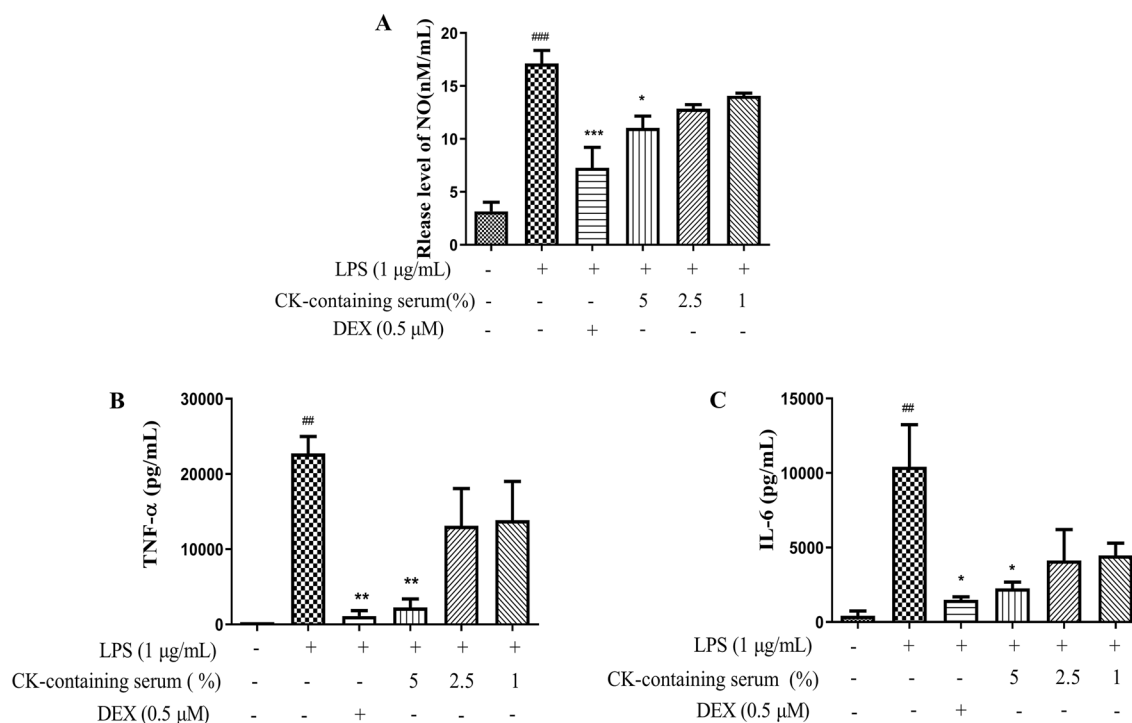 A
Rlease level of NO(nM/mL)
20
15
10
5
0
###
***
*
LPS (1 μg/mL) - + + + + +
CK-containing serum(%) - - - 5 2.5 1
DEX (0.5 μM) - - + - - -
B
TNF-α (pg/mL)
30000
20000
10000
0
##
**
**
LPS (1 μg/mL) - + + + + +
CK-containing serum ( %) - - - 5 2.5 1
DEX (0.5 μM) - - + - - -
C
IL-6 (pg/mL)
15000
10000
5000
0
##
*
*
LPS (1 μg/mL) - + + + + +
CK-containing serum (%) - - - 5 2.5 1
DEX (0.5 μM) - - + - - -